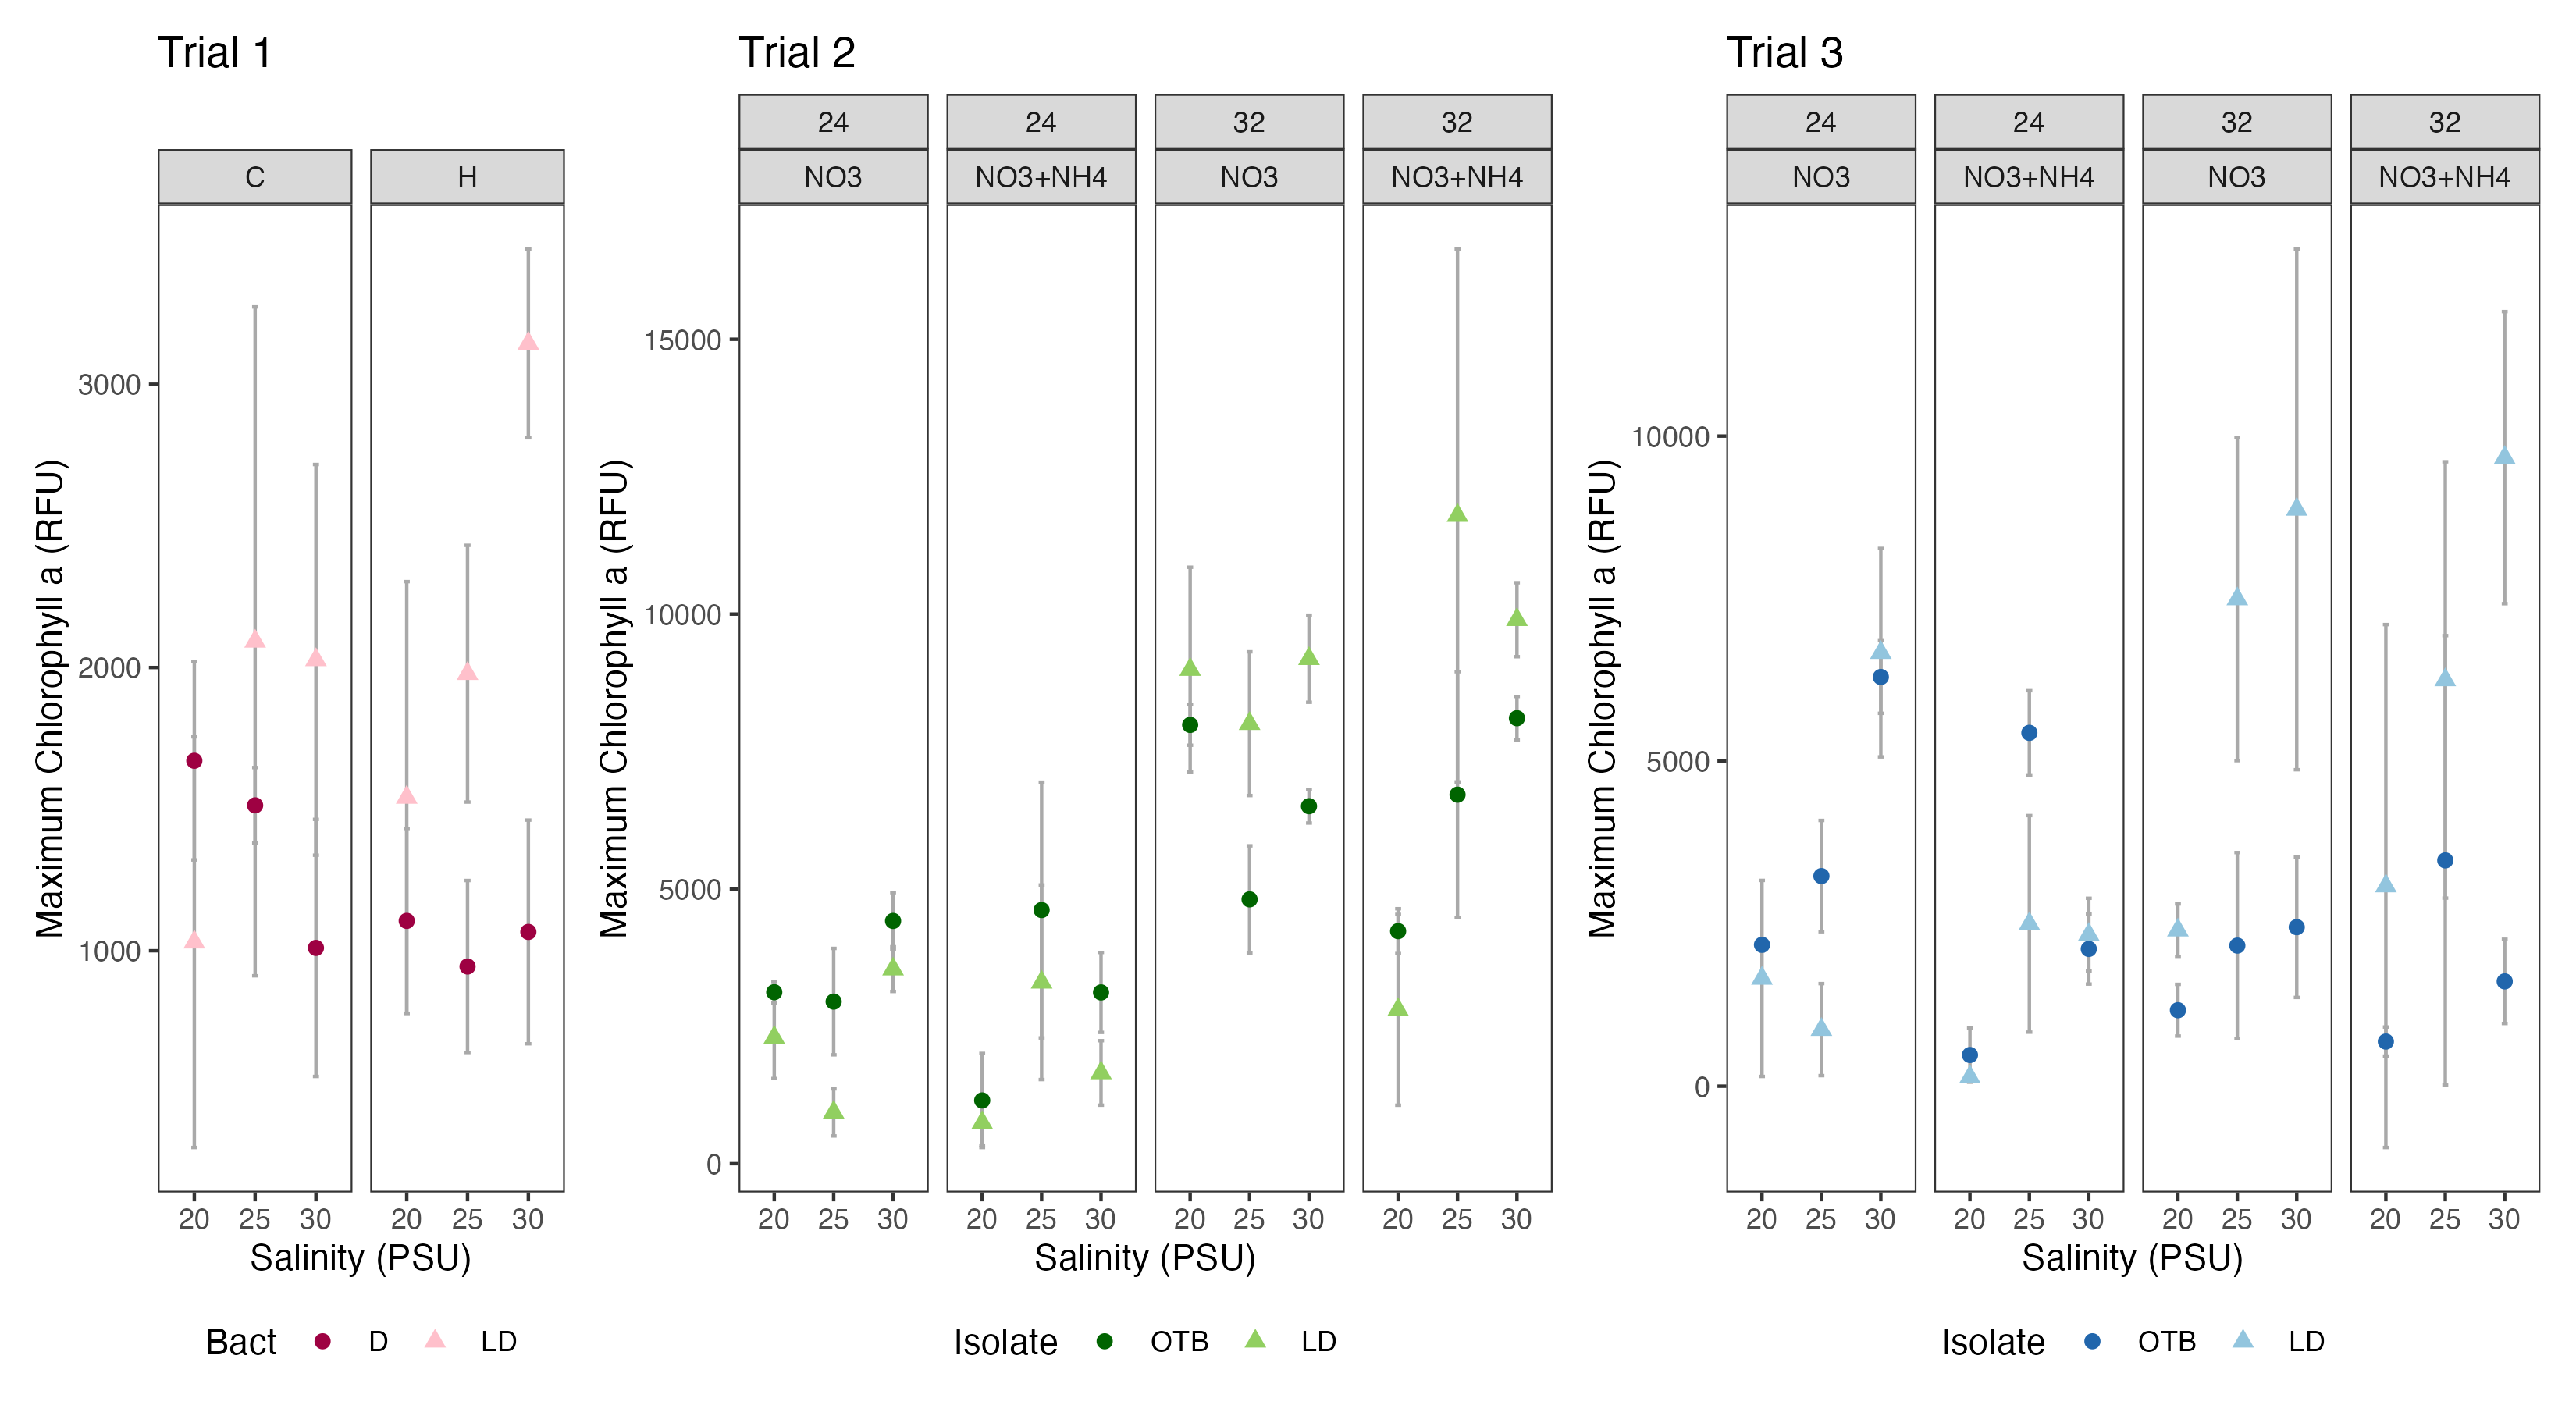 Trial 1 Trial 2 Trial 3
24 24 32 32 24 24 32 32
C H NO3 NO3+NH4 NO3 NO3+NH4 NO3 NO3+NH4 NO3 NO3+NH4
Maximum Chlorophyll a (RFU)
3000
2000
1000
Maximum Chlorophyll a (RFU)
15000
10000
5000
0
Maximum Chlorophyll a (RFU)
10000
5000
0
20 25 30 20 25 30 20 25 30 20 25 30 20 25 30 20 25 30 20 25 30 20 25 30 20 25 30 20 25 30
Salinity (PSU) Salinity (PSU) Salinity (PSU)
Bact D LD Isolate OTB LD Isolate OTB LD